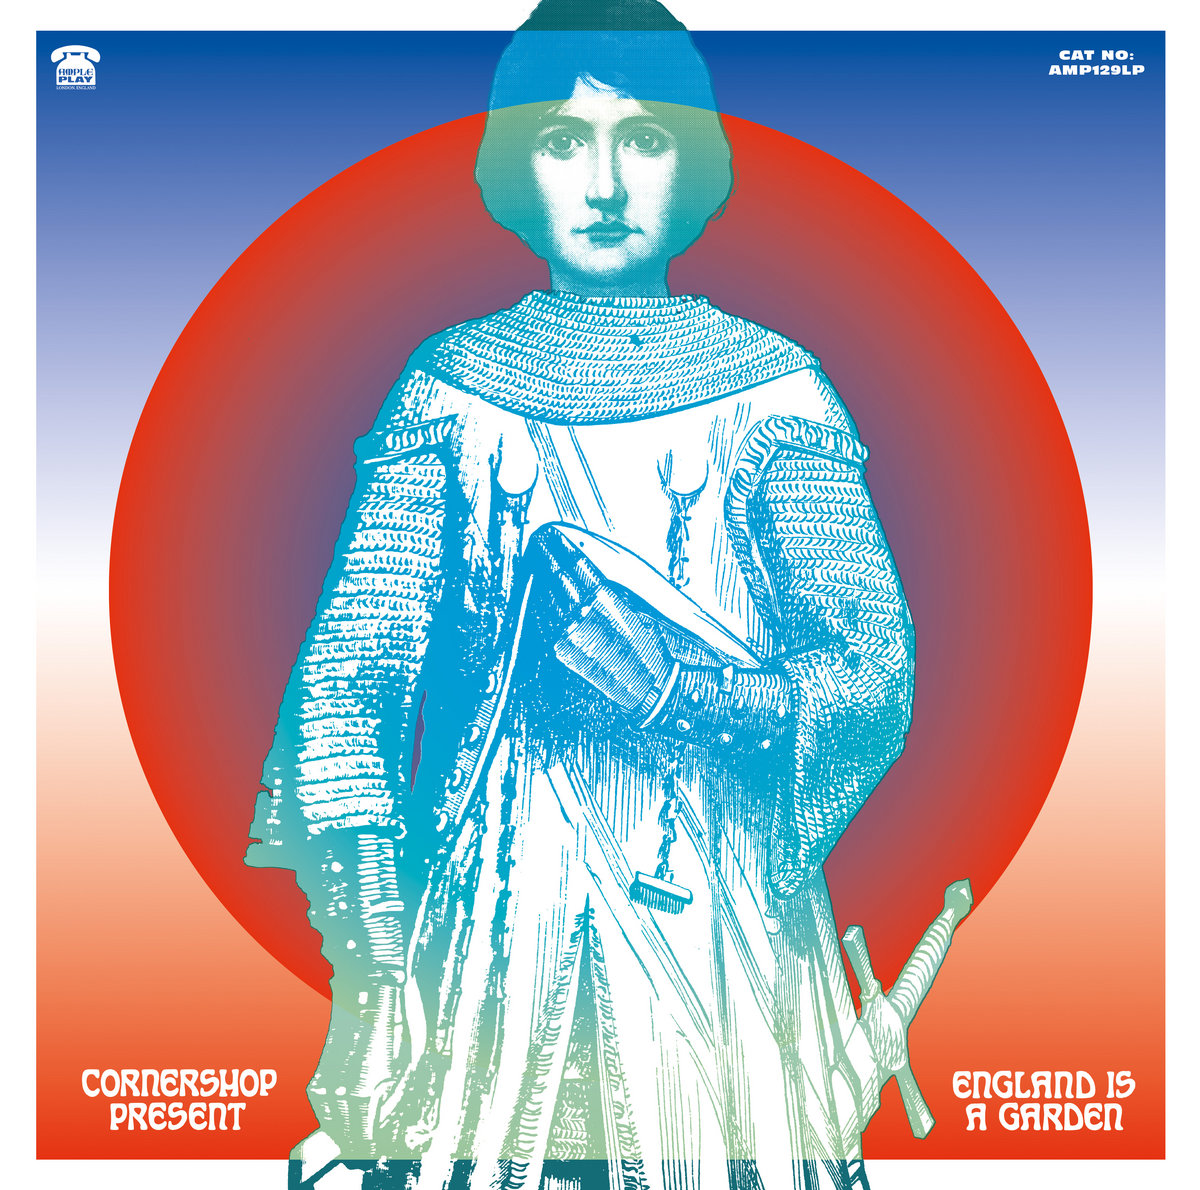 AMPLE
PLAY
LONDON, ENGLAND
CAT NO:
AMP129LP
CORNERSHOP
PRESENT
ENGLAND IS
A GARDEN